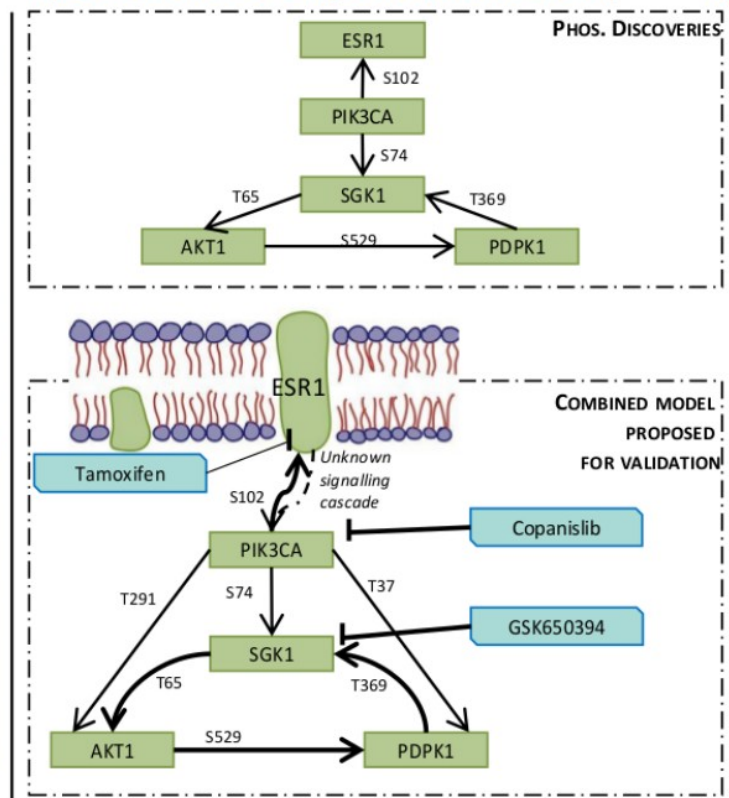 PHOS. DISCOVERIES
ESR1
S102
PIK3CA
S74
SGK1
T65
T369
AKT1
S529
PDPK1
ESR1
COMBINED MODEL
PROPOSED
FOR VALIDATION
Tamoxifen
Unknown
signalling
cascade
S102
Copanislib
PIK3CA
T291
S74
T37
GSK650394
SGK1
T65
T369
S529
AKT1
PDPK1